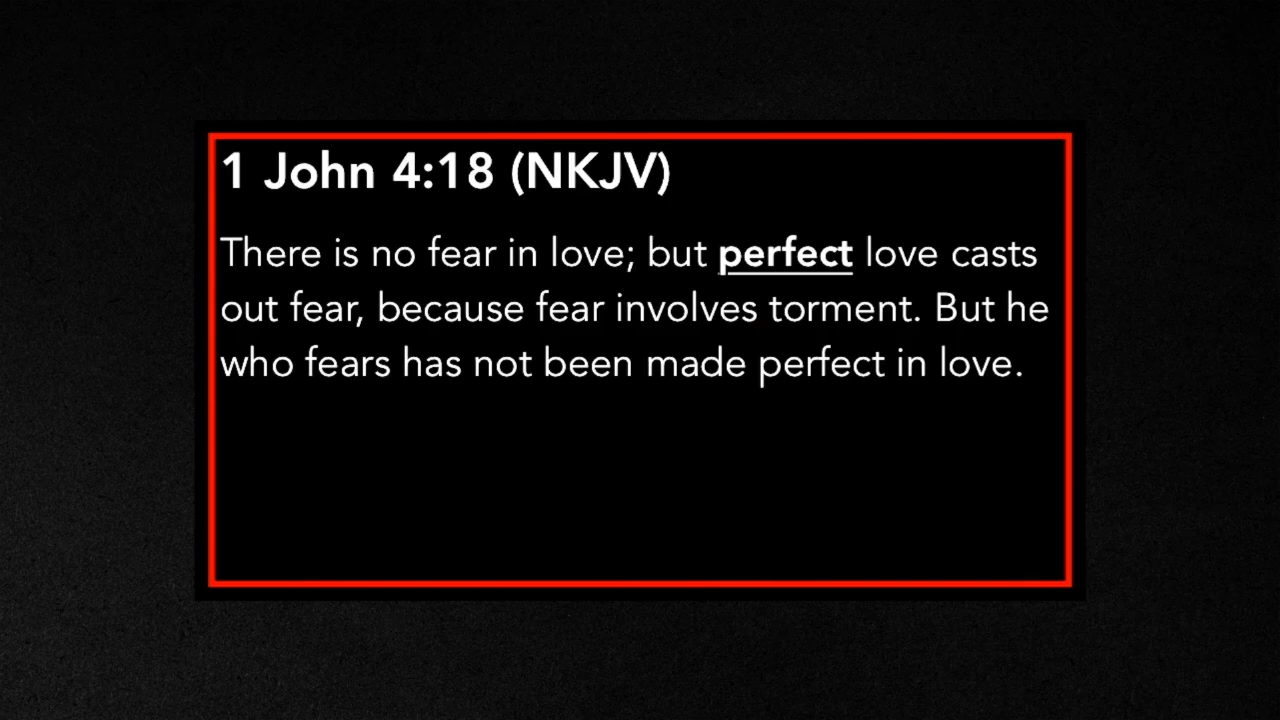 1 John 4:18 (NKJV)
There is no fear in love; but perfect love casts
out fear, because fear involves torment. But he
who fears has not been made perfect in love.